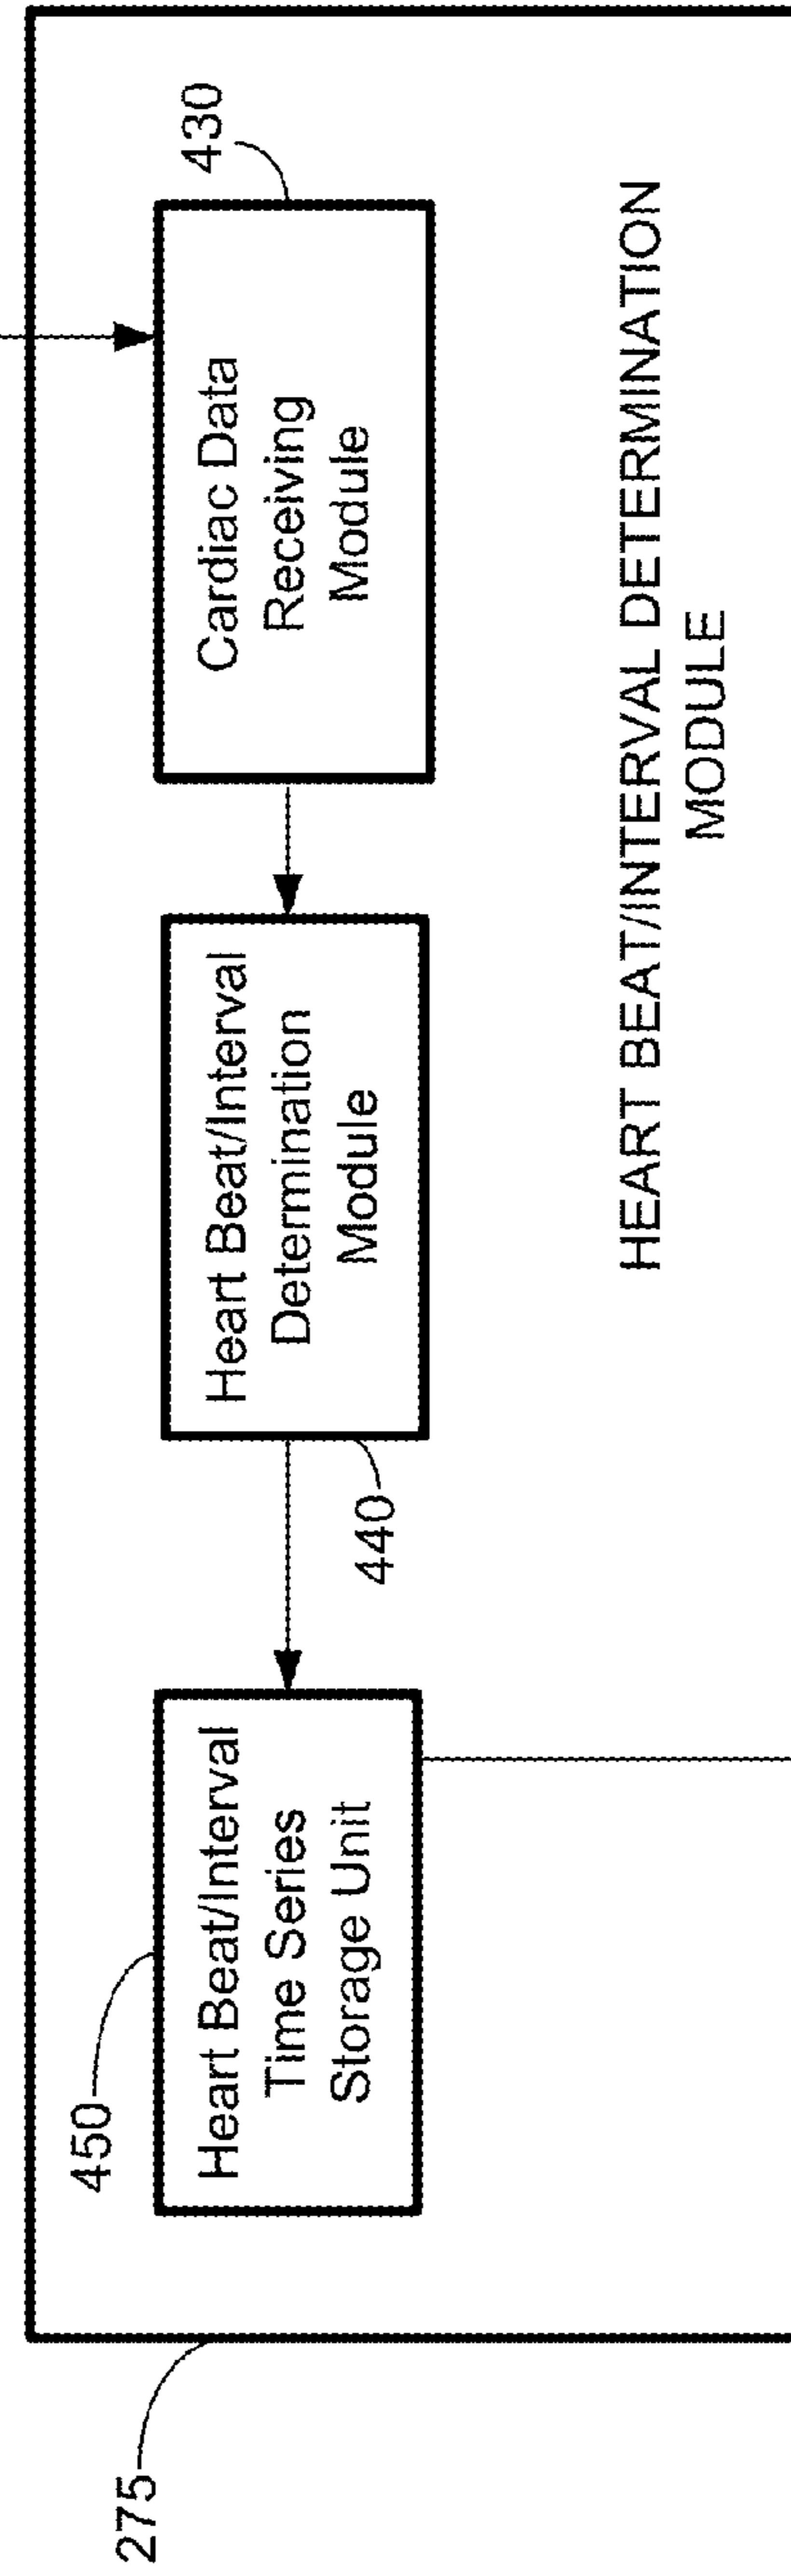 430
Cardiac Data
Receiving
Module
Heart Beat/Interval
Determination
Module
440
Heart Beat/Interval
Time Series
Storage Unit
450
HEART BEAT/INTERVAL DETERMINATION
MODULE
275